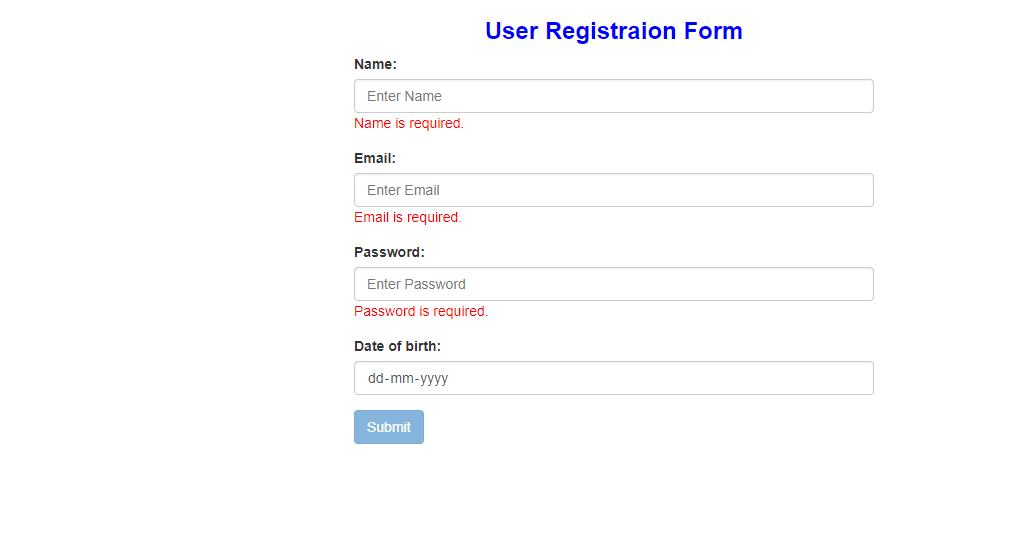 User Registraion Form
Name:
Enter Name
Name is required.
Email:
Enter Email
Email is required.
Password:
Enter Password
Password is required.
Date of birth:
dd-mm-yyyy
Submit